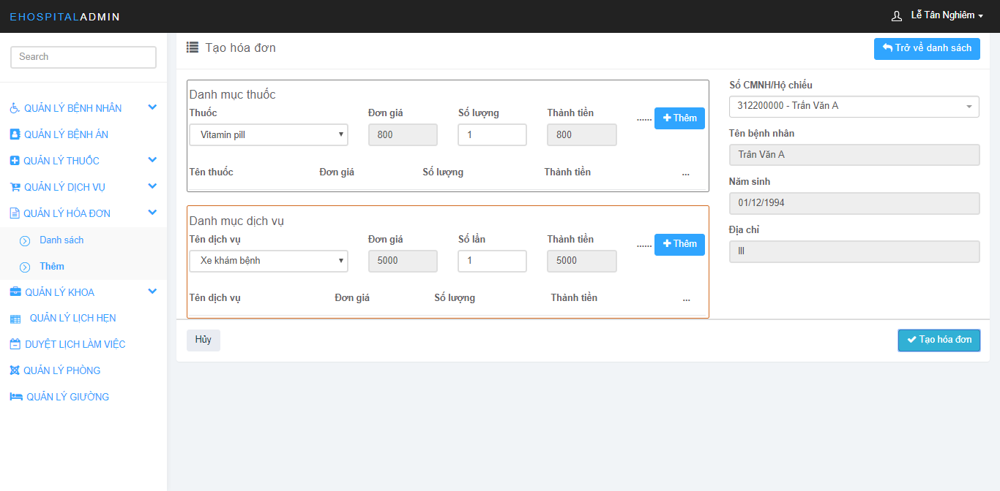 EHOSPITALADMIN
Lễ Tân Nghiêm
Search
QUẢN LÝ BỆNH NHÂN
QUẢN LÝ BỆNH ÁN
QUẢN LÝ THUỐC
QUẢN LÝ DỊCH VỤ
QUẢN LÝ HÓA ĐƠN
Danh sách
Thêm
QUẢN LÝ KHOA
QUẢN LÝ LỊCH HẸN
DUYỆT LỊCH LÀM VIỆC
QUẢN LÝ PHÒNG
QUẢN LÝ GIƯỜNG
Tạo hóa đơn
Trở về danh sách
Danh mục thuốc
Thuốc Đơn giá Số lượng Thành tiền ...... Thêm
Vitamin pill 800 1 800
Tên thuốc Đơn giá Số lượng Thành tiền ...
Danh mục dịch vụ
Tên dịch vụ Đơn giá Số lần Thành tiền ...... Thêm
Xe khám bệnh 5000 1 5000
Tên dịch vụ Đơn giá Số lượng Thành tiền ...
Số CMNH/Hộ chiếu
312200000 - Trần Văn A
Tên bệnh nhân
Trần Văn A
Năm sinh
01/12/1994
Địa chỉ
lll
Hủy
Tạo hóa đơn